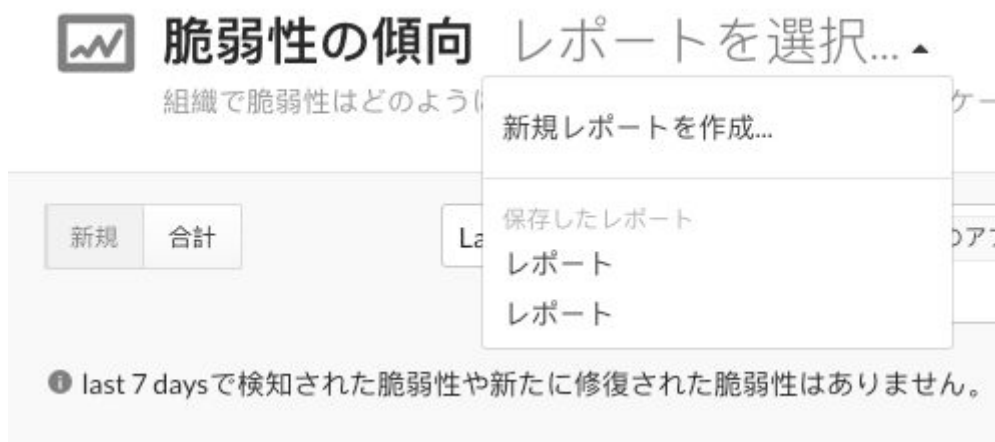 脆弱性の傾向 レポートを選択...
組織で脆弱性はどのように
新規レポートを作成...
保存したレポート
レポート
レポート
新規 合計
last 7 daysで検知された脆弱性や新たに修復された脆弱性はありません。